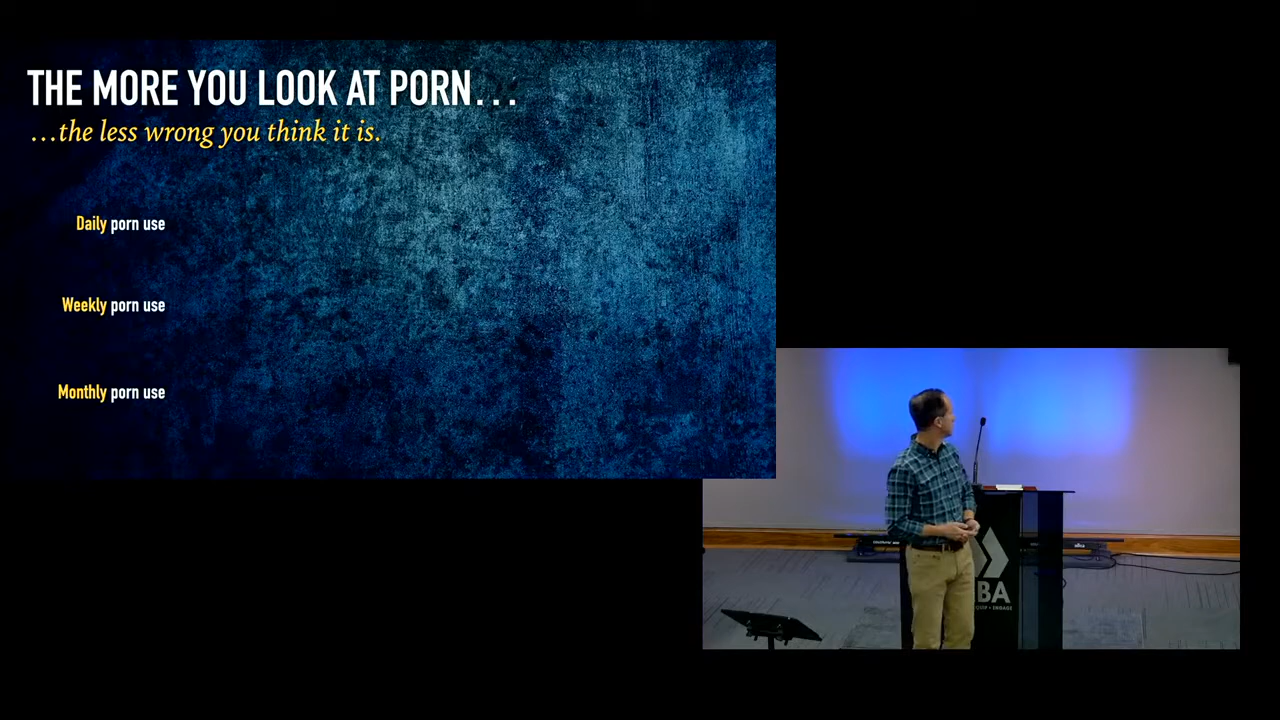 THE MORE YOU LOOK AT PORN...
...the less wrong you think it is.
Daily porn use
Weekly porn use
Monthly porn use
BA
ENGAGE